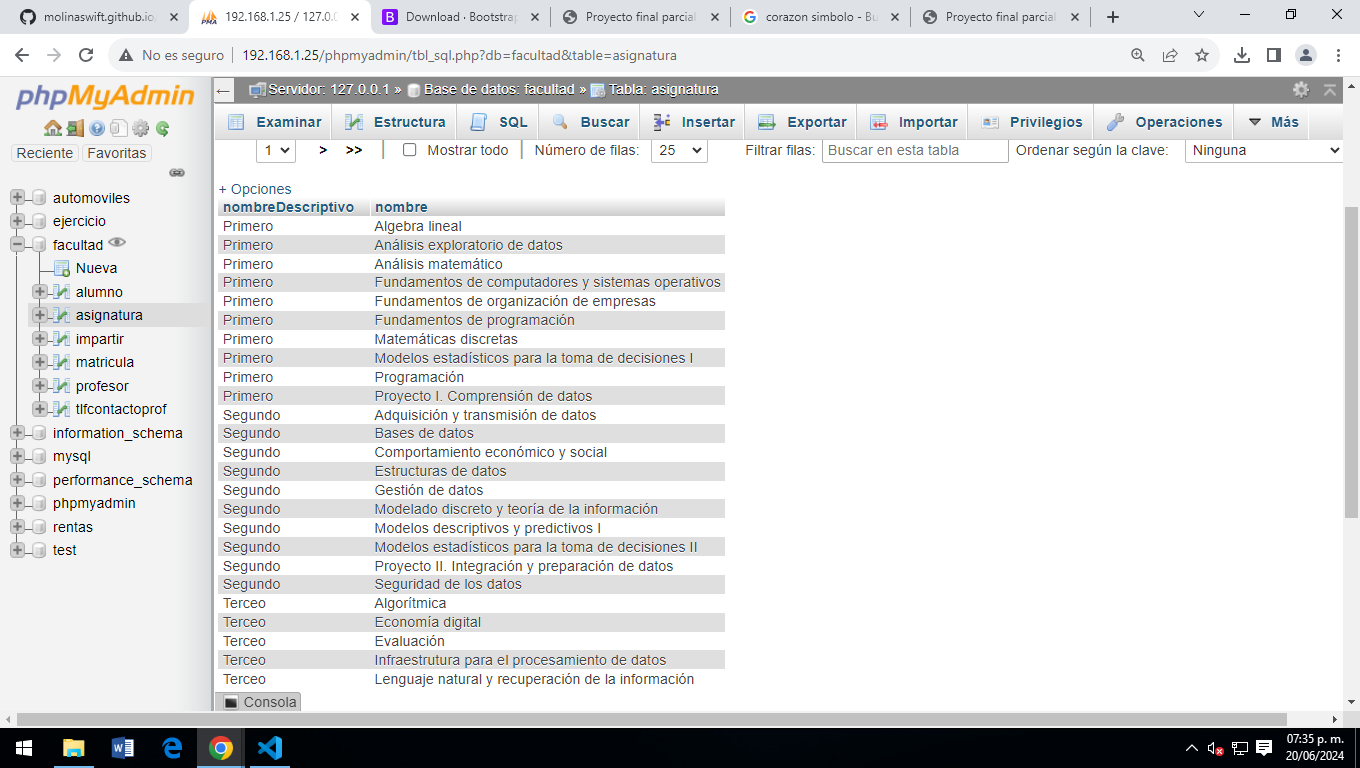 molinaswift.github.io
192.168.1.25 / 127.0.0
Download · Bootstrap
Proyecto final parcial
corazon simbolo - Bu
Proyecto final parcial
No es seguro 192.168.1.25/phpmyadmin/tbl_sql.php?db=facultad&table=asignatura
phpMyAdmin
Reciente Favoritas
automoviles
ejercicio
facultad
Nueva
alumno
asignatura
impartir
matricula
profesor
tlfcontactoprof
information_schema
mysql
performance_schema
phpmyadmin
rentas
test
Servidor: 127.0.0.1 » Base de datos: facultad » Tabla: asignatura
Examinar Estructura SQL Buscar Insertar Exportar Importar Privilegios Operaciones Más
1 > >> | Mostrar todo | Número de filas: 25 Filtrar filas: Buscar en esta tabla Ordenar según la clave: Ninguna
+ Opciones
nombreDescriptivo nombre
Primero Algebra lineal
Primero Análisis exploratorio de datos
Primero Análisis matemático
Primero Fundamentos de computadores y sistemas operativos
Primero Fundamentos de organización de empresas
Primero Fundamentos de programación
Primero Matemáticas discretas
Primero Modelos estadísticos para la toma de decisiones I
Primero Programación
Primero Proyecto I. Comprensión de datos
Segundo Adquisición y transmisión de datos
Segundo Bases de datos
Segundo Comportamiento económico y social
Segundo Estructuras de datos
Segundo Gestión de datos
Segundo Modelado discreto y teoría de la información
Segundo Modelos descriptivos y predictivos I
Segundo Modelos estadísticos para la toma de decisiones II
Segundo Proyecto II. Integración y preparación de datos
Segundo Seguridad de los datos
Terceo Algorítmica
Terceo Economía digital
Terceo Evaluación
Terceo Infraestrutura para el procesamiento de datos
Terceo Lenguaje natural y recuperación de la información
Consola
07:35 p. m.
20/06/2024